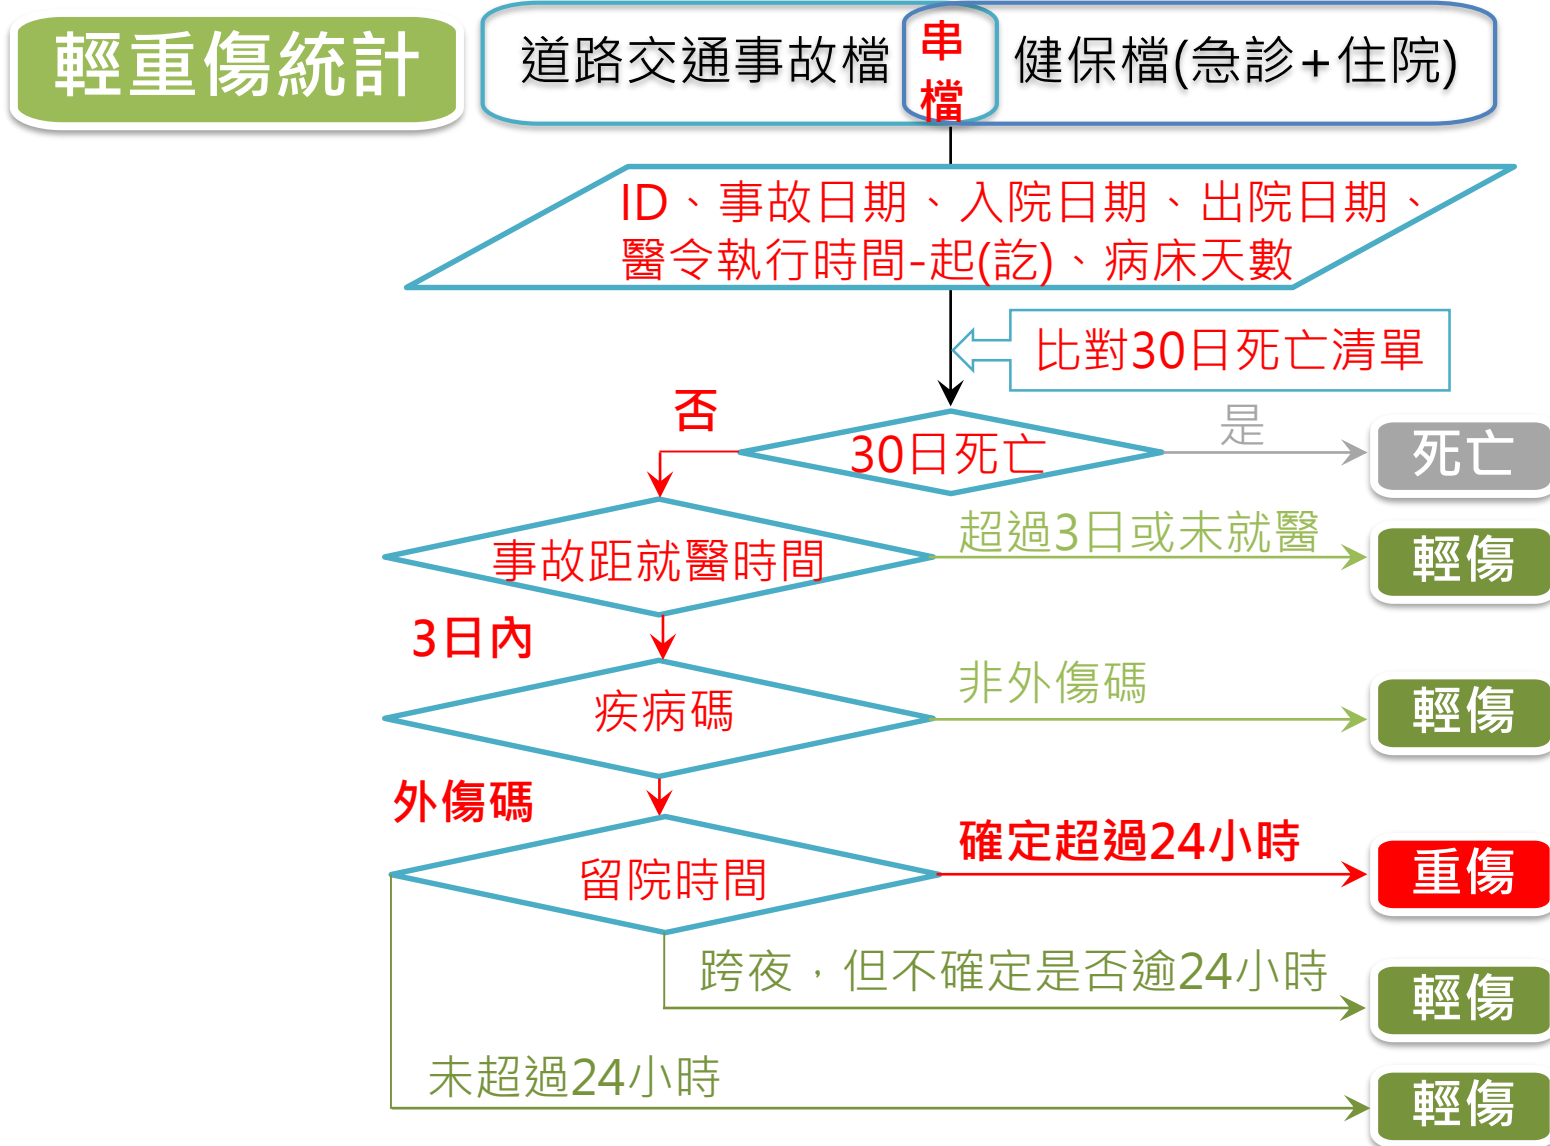 輕重傷統計
道路交通事故檔
串
檔
健保檔(急診+住院)
ID、事故日期、入院日期、出院日期、
醫令執行時間-起(訖)、病床天數
比對30日死亡清單
否
30日死亡
是
死亡
事故距就醫時間
超過3日或未就醫
輕傷
3日內
疾病碼
非外傷碼
輕傷
外傷碼
留院時間
確定超過24小時
重傷
跨夜，但不確定是否逾24小時
輕傷
未超過24小時
輕傷